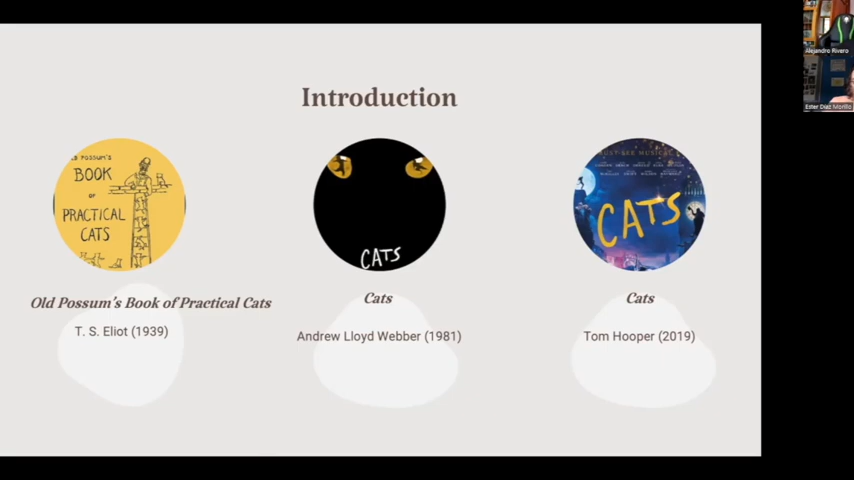 Introduction
BOOK
OF
PRACTICAL
CATS
Old Possum's Book of Practical Cats
T. S. Eliot (1939)
CATS
Cats
Andrew Lloyd Webber (1981)
CATS
Cats
Tom Hooper (2019)
Alejandro Rivero
Ester Díaz Morillo